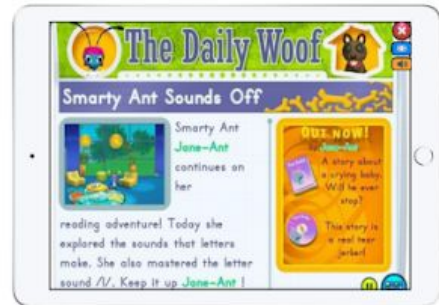 The Daily Woof
Smarty Ant Sounds Off
Smarty Ant
Jane-Ant
continues on
her
reading adventure! Today she
explored the sounds that letters
make. She also mastered the letter
sound /l/. Keep it up Jane-Ant !
OUT NOW!
by Jane-Ant
A story about
a crying baby.
Will he ever
stop?
This story is
a real tear
jerker!